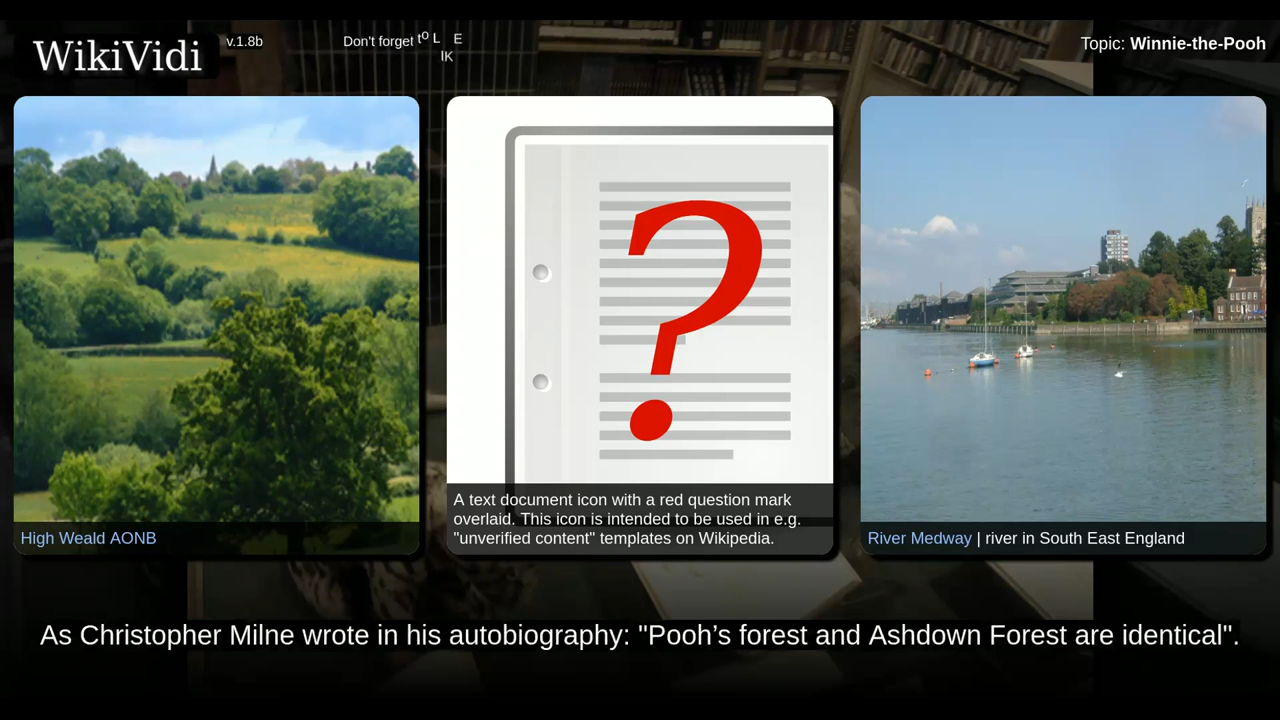 WikiVidi
v.1.8b
Don't forget to LIKE
Topic: Winnie-the-Pooh
High Weald AONB
A text document icon with a red question mark
overlaid. This icon is intended to be used in e.g.
"unverified content" templates on Wikipedia.
River Medway | river in South East England
As Christopher Milne wrote in his autobiography: "Pooh’s forest and Ashdown Forest are identical".